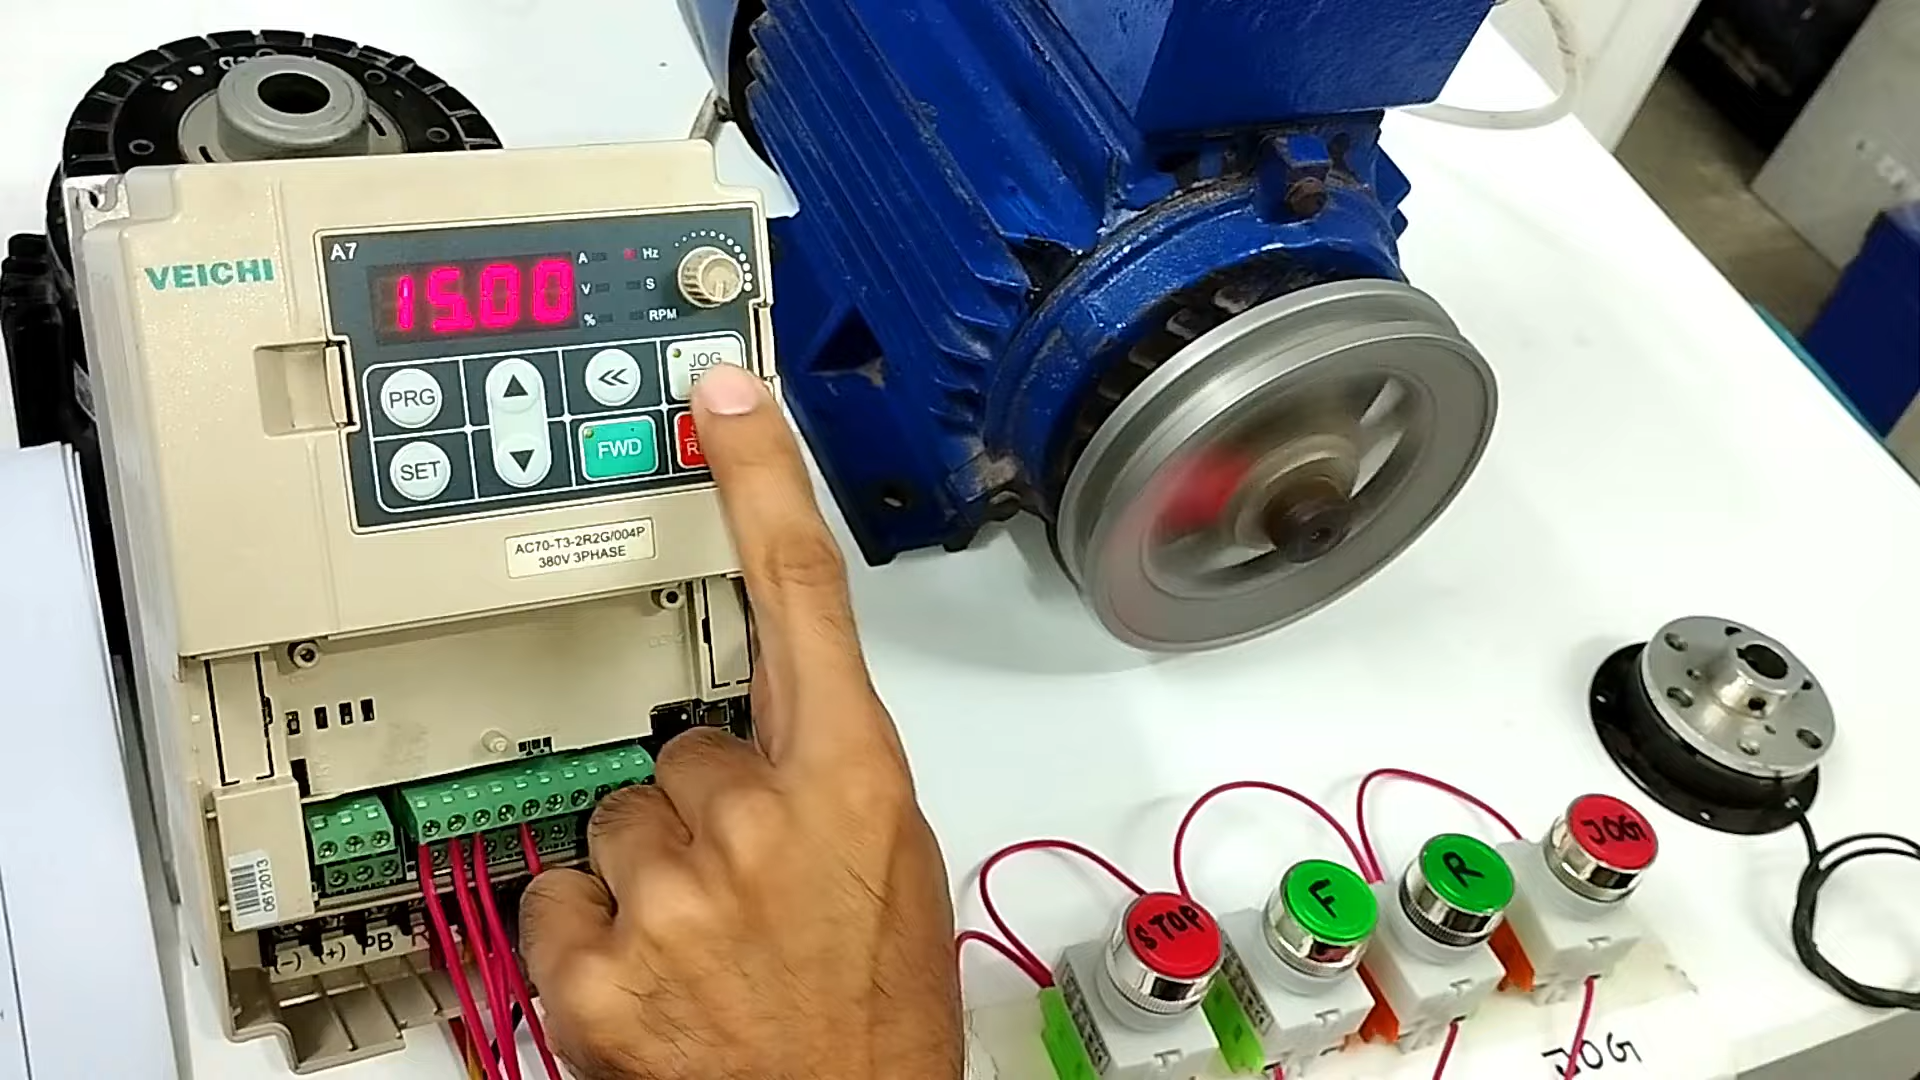 A7
VEICHI
15.00
A
Hz
V
S
%
RPM
PRG
▲
≪
JOG
SET
▼
FWD
AC70-T3-2R2G/004P
380V 3PHASE
0612013
(-) (+) PB R
STOP
F
R
JOG
JOG